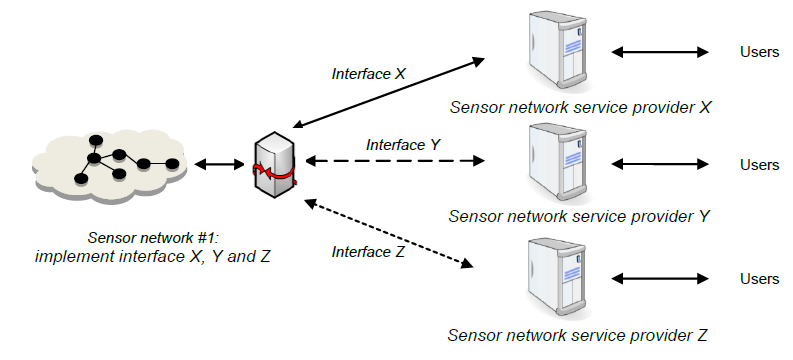 Interface X
Users
Sensor network service provider X
Interface Y
Users
Sensor network service provider Y
Sensor network #1:
implement interface X, Y and Z
Interface Z
Users
Sensor network service provider Z